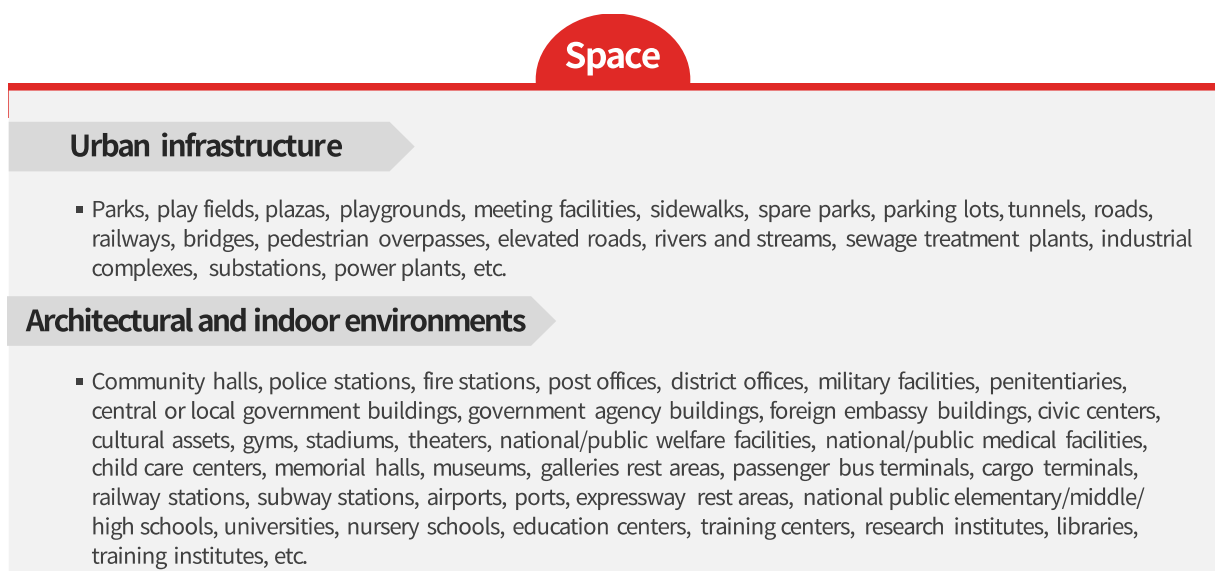 Space
Urban infrastructure
▪ Parks, play fields, plazas, playgrounds, meeting facilities, sidewalks, spare parks, parking lots, tunnels, roads,
railways, bridges, pedestrian overpasses, elevated roads, rivers and streams, sewage treatment plants, industrial
complexes, substations, power plants, etc.
Architectural and indoor environments
▪ Community halls, police stations, fire stations, post offices, district offices, military facilities, penitentiaries,
central or local government buildings, government agency buildings, foreign embassy buildings, civic centers,
cultural assets, gyms, stadiums, theaters, national/public welfare facilities, national/public medical facilities,
child care centers, memorial halls, museums, galleries rest areas, passenger bus terminals, cargo terminals,
railway stations, subway stations, airports, ports, expressway rest areas, national public elementary/middle/
high schools, universities, nursery schools, education centers, training centers, research institutes, libraries,
training institutes, etc.